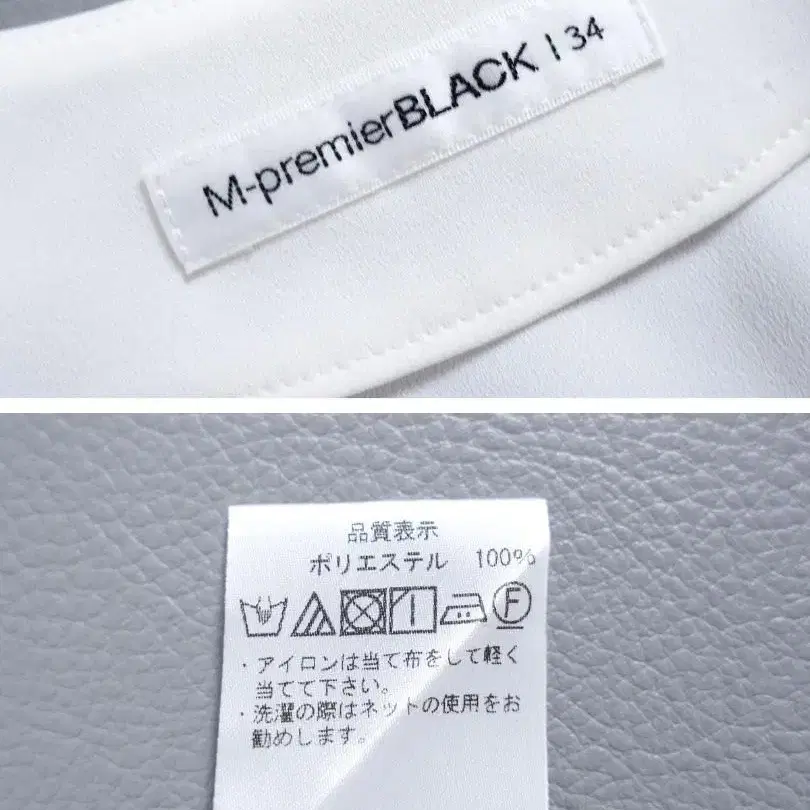 M-premierBLACK | 34
品質表示
ポリエステル 100%
F
・アイロンは当て布をして軽く
当てて下さい。
・洗濯の際はネットの使用をお
勧めします。